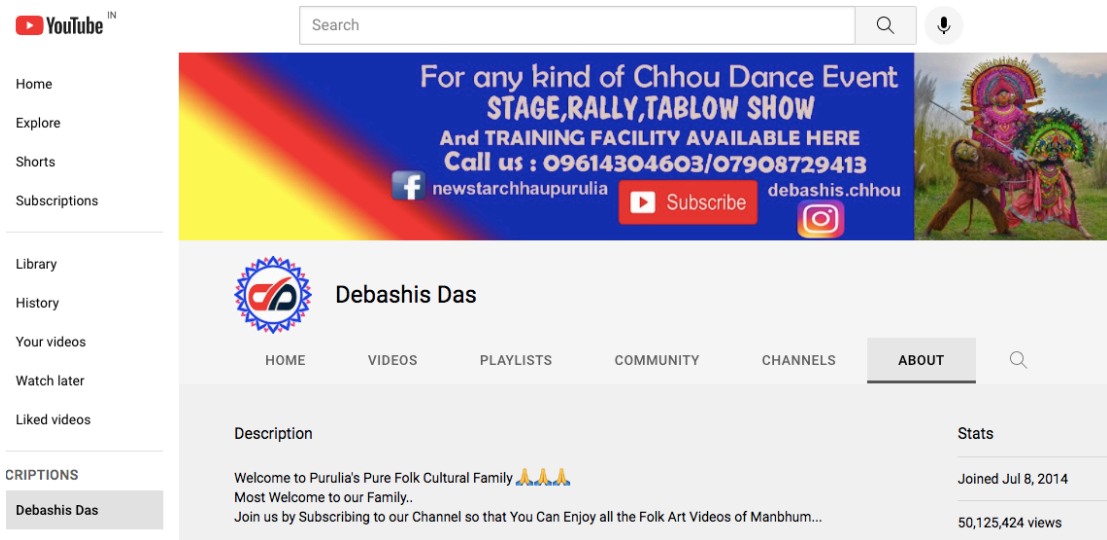 YouTube IN
Search
Home
Explore
Shorts
Subscriptions
Library
History
Your videos
Watch later
Liked videos
CRIPTIONS
Debashis Das
For any kind of Chhou Dance Event
STAGE,RALLY,TABLOW SHOW
And TRAINING FACILITY AVAILABLE HERE
Call us : 09614304603/07908729413
newstarchhaupurulia
Subscribe
debashis.chhou
Debashis Das
HOME VIDEOS PLAYLISTS COMMUNITY CHANNELS ABOUT
Description
Welcome to Purulia's Pure Folk Cultural Family 🙏🙏🙏
Most Welcome to our Family..
Join us by Subscribing to our Channel so that You Can Enjoy all the Folk Art Videos of Manbhum...
Stats
Joined Jul 8, 2014
50,125,424 views